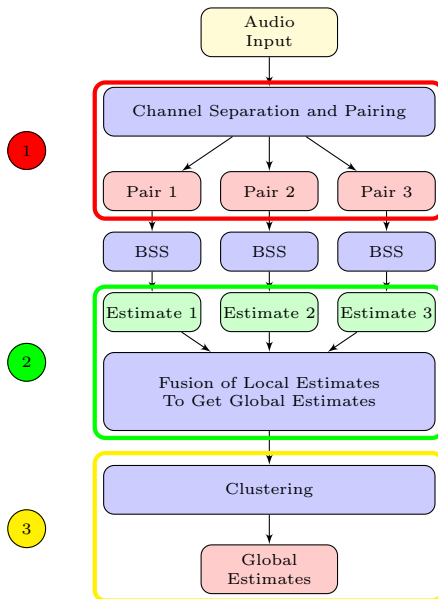 Audio
Input
Channel Separation and Pairing
1
Pair 1 Pair 2 Pair 3
BSS BSS BSS
Estimate 1 Estimate 2 Estimate 3
2
Fusion of Local Estimates
To Get Global Estimates
Clustering
3
Global
Estimates